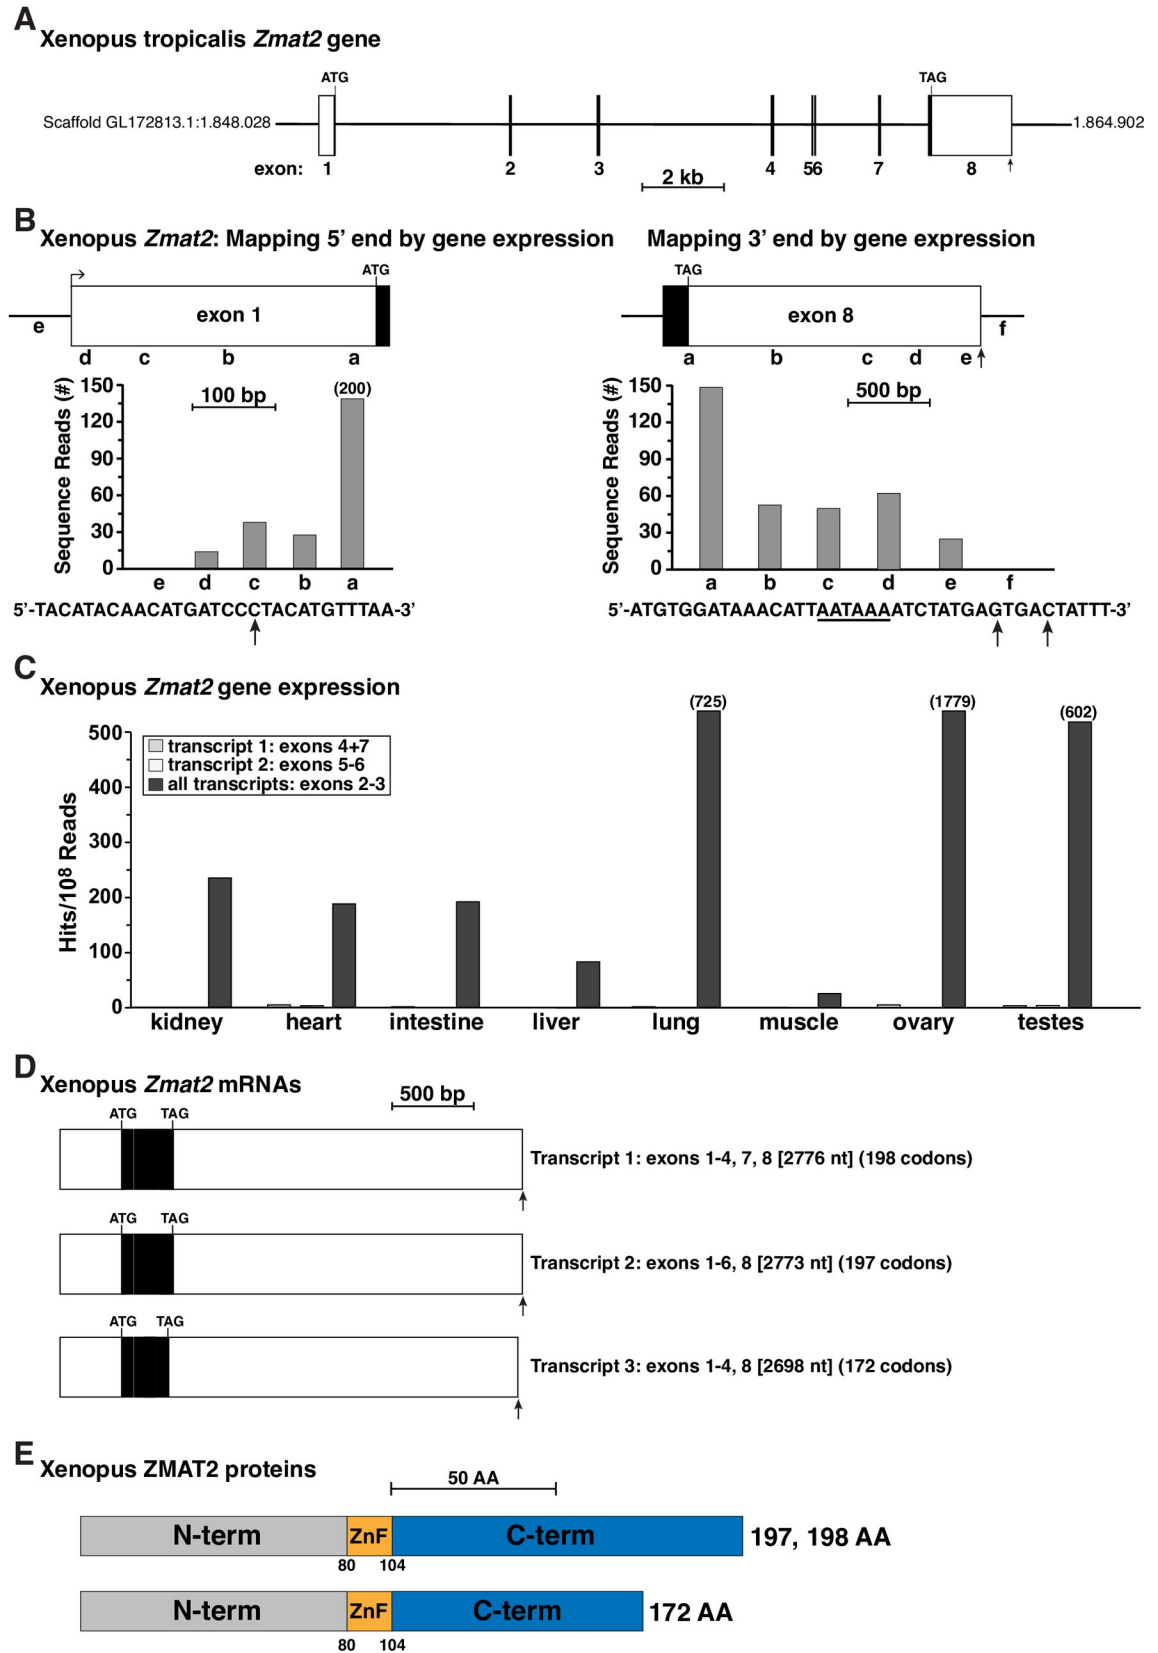 A
Xenopus tropicalis Zmat2 gene
ATG
TAG
Scaffold GL172813.1:1.848.028
1.864.902
exon: 1 2 3 4 56 7 8
2 kb
B
Xenopus Zmat2: Mapping 5’ end by gene expression
Mapping 3’ end by gene expression
ATG
exon 1
e
d c b a
Sequence Reads (#)
150
120
90
60
30
0
100 bp
(200)
e d c b a
5’-TACATACAACATGATCCCTACATGTTTAA-3’
TAG
exon 8
f
a b c d e
Sequence Reads (#)
150
120
90
60
30
0
500 bp
a b c d e f
5’-ATGTGGATAAACATTAATAAAATCTATGAGTGACTATTT-3’
C
Xenopus Zmat2 gene expression
Hits/10⁸ Reads
500
400
300
200
100
0
transcript 1: exons 4+7
transcript 2: exons 5-6
all transcripts: exons 2-3
(725)
(1779)
(602)
kidney heart intestine liver lung muscle ovary testes
D
Xenopus Zmat2 mRNAs
500 bp
ATG TAG
Transcript 1: exons 1-4, 7, 8 [2776 nt] (198 codons)
ATG TAG
Transcript 2: exons 1-6, 8 [2773 nt] (197 codons)
ATG TAG
Transcript 3: exons 1-4, 8 [2698 nt] (172 codons)
E
Xenopus ZMAT2 proteins
50 AA
N-term ZnF C-term 197, 198 AA
80 104
N-term ZnF C-term 172 AA
80 104